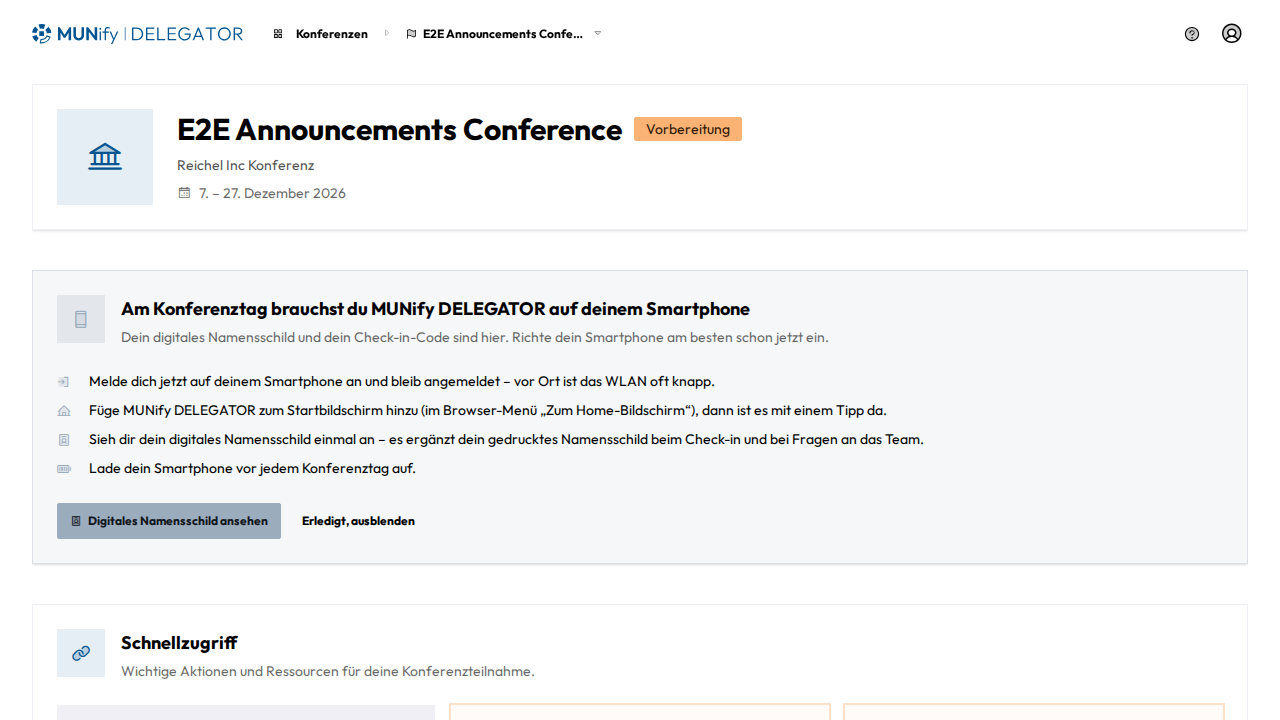 MUNify | DELEGATOR
Konferenzen
E2E Announcements Confe...
E2E Announcements Conference
Vorbereitung
Reichel Inc Konferenz
7. – 27. Dezember 2026
Am Konferenztag brauchst du MUNify DELEGATOR auf deinem Smartphone
Dein digitales Namensschild und dein Check-in-Code sind hier. Richte dein Smartphone am besten schon jetzt ein.
Melde dich jetzt auf deinem Smartphone an und bleib angemeldet – vor Ort ist das WLAN oft knapp.
Füge MUNify DELEGATOR zum Startbildschirm hinzu (im Browser-Menü „Zum Home-Bildschirm“), dann ist es mit einem Tipp da.
Sieh dir dein digitales Namensschild einmal an – es ergänzt dein gedrucktes Namensschild beim Check-in und bei Fragen an das Team.
Lade dein Smartphone vor jedem Konferenztag auf.
Digitales Namensschild ansehen
Erledigt, ausblenden
Schnellzugriff
Wichtige Aktionen und Ressourcen für deine Konferenzteilnahme.